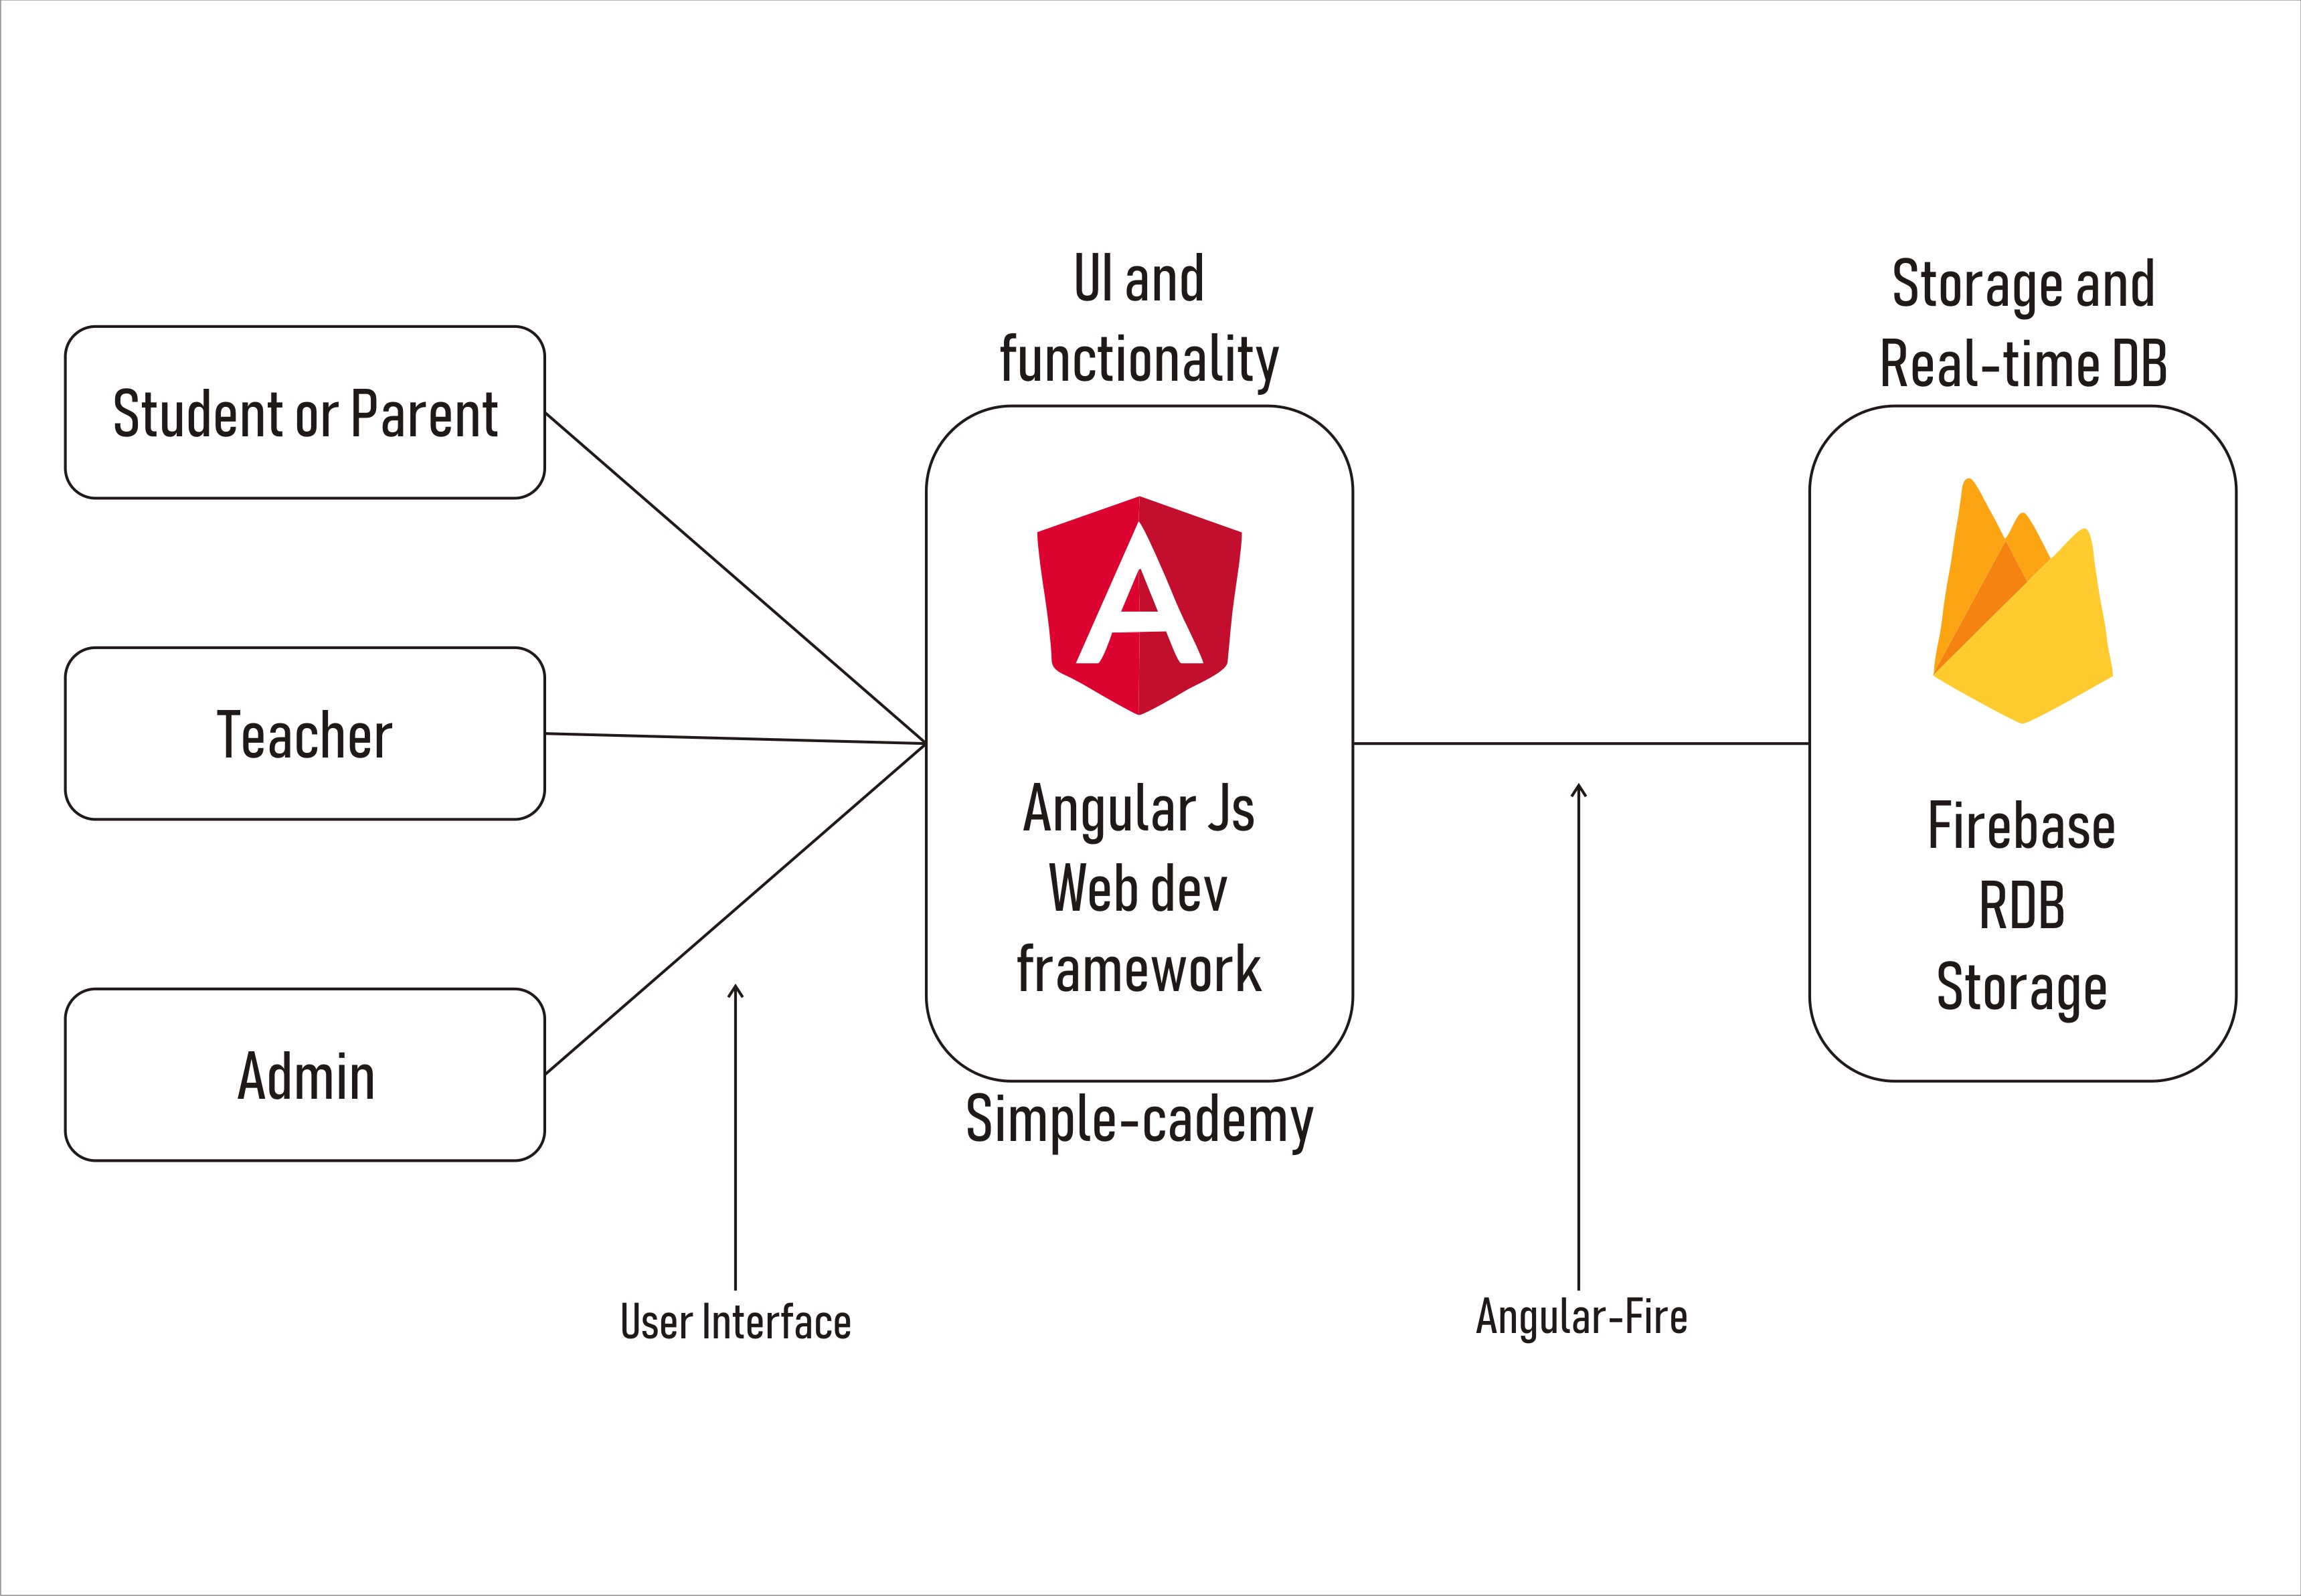 Student or Parent
Teacher
Admin
UI and
functionality
A
Angular Js
Web dev
framework
Simple-cademy
Storage and
Real-time DB
Firebase
RDB
Storage
User Interface
Angular-Fire